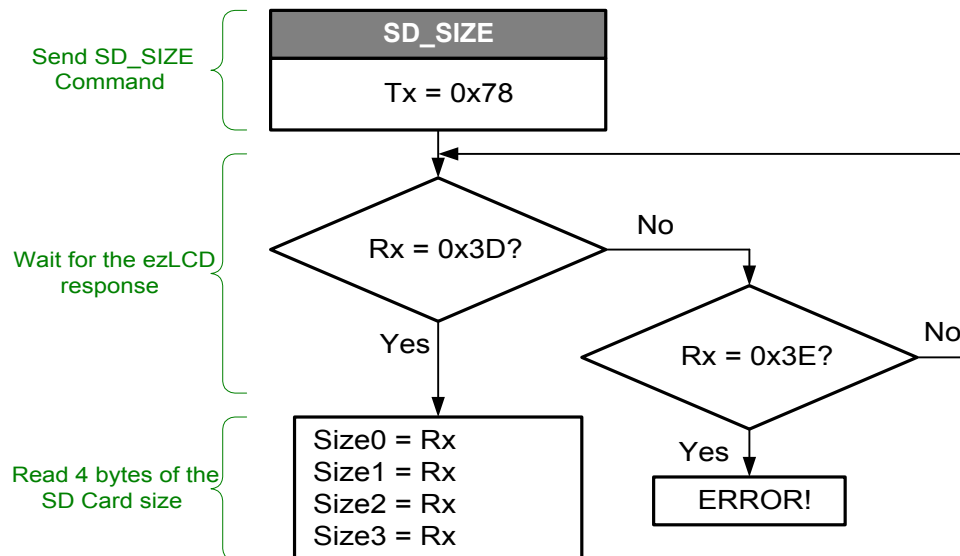 SD_SIZE
Send SD_SIZE
Command
Tx = 0x78
Rx = 0x3D?
No
Wait for the ezLCD
response
Yes
Rx = 0x3E?
No
Yes
Read 4 bytes of the
SD Card size
Size0 = Rx
Size1 = Rx
Size2 = Rx
Size3 = Rx
ERROR!